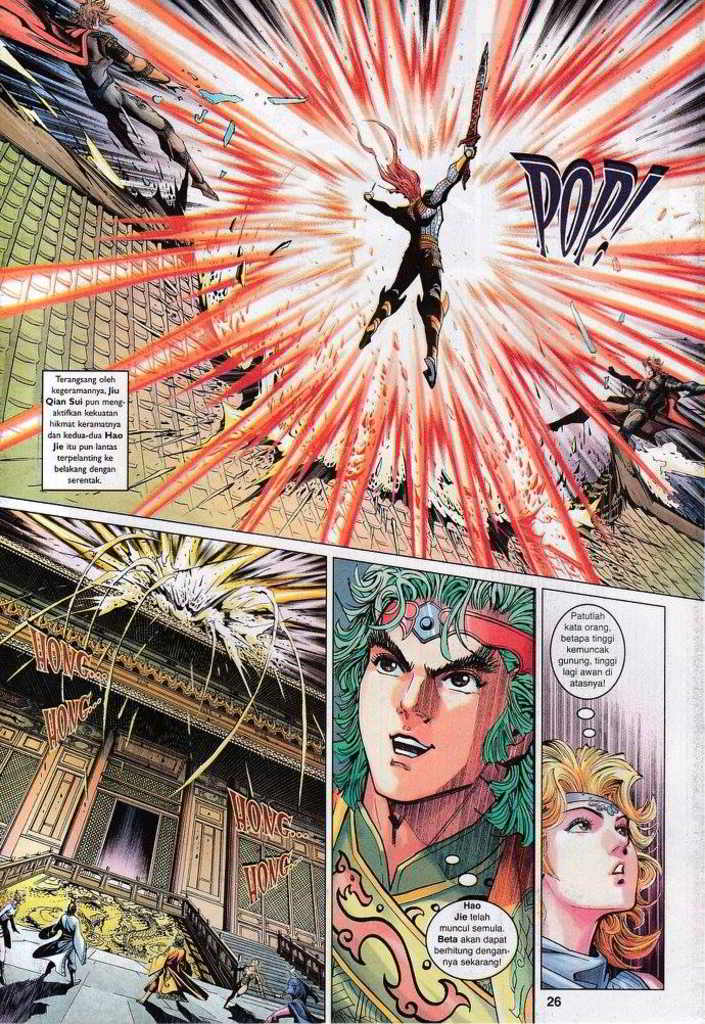 POP!
Terangsang oleh
kegeramannya, Jiu
Qian Sui pun meng-
aktifkan kekuatan
hikmat keramatnya
dan kedua-dua Hao
Jie itu pun lantas
terpelanting ke
belakang dengan
serentak.
HONG...
HONG...
HONG...
HONG...
Hao
Jie telah
muncul semula.
Beta akan dapat
berhitung dengan-
nya sekarang!
Patutlah
kata orang,
betapa tinggi
kemuncak
gunung, tinggi
lagi awan di
atasnya!
26